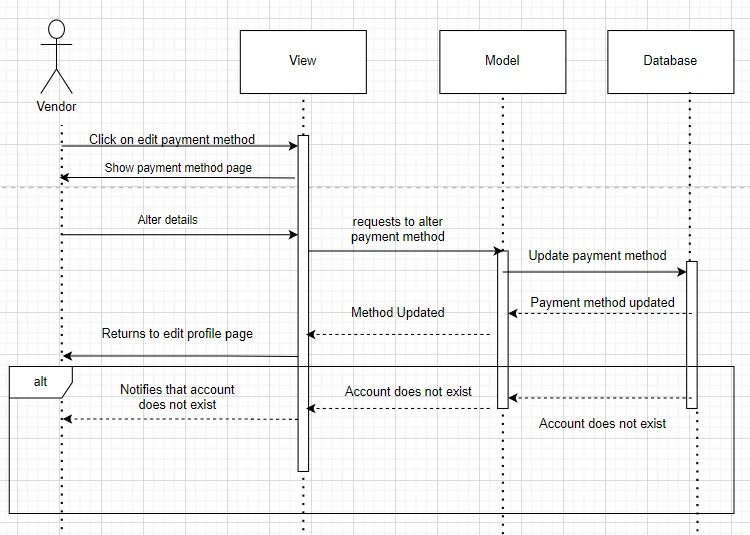 View
Model
Database
Vendor
Click on edit payment method
Show payment method page
Alter details
requests to alter
payment method
Update payment method
Payment method updated
Method Updated
Returns to edit profile page
alt
Notifies that account
does not exist
Account does not exist
Account does not exist